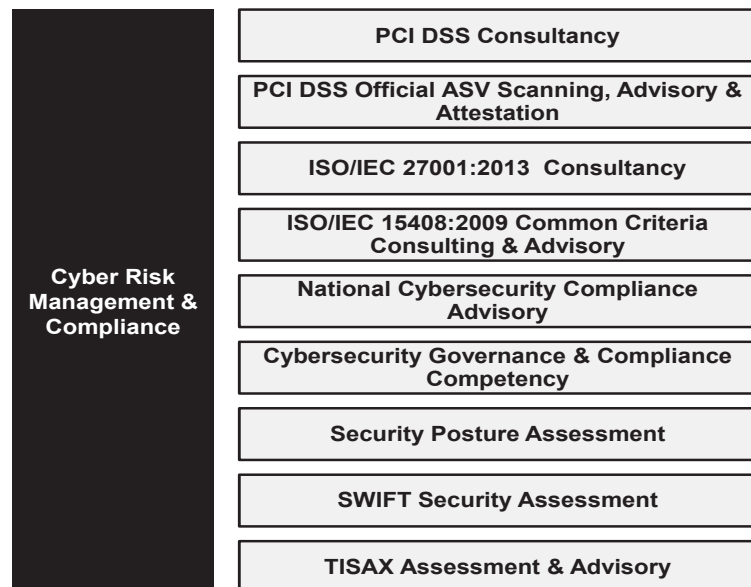 Cyber Risk
Management &
Compliance
PCI DSS Consultancy
PCI DSS Official ASV Scanning, Advisory &
Attestation
ISO/IEC 27001:2013  Consultancy
ISO/IEC 15408:2009 Common Criteria
Consulting & Advisory
National Cybersecurity Compliance
Advisory
Cybersecurity Governance & Compliance
Competency
Security Posture Assessment
SWIFT Security Assessment
TISAX Assessment & Advisory